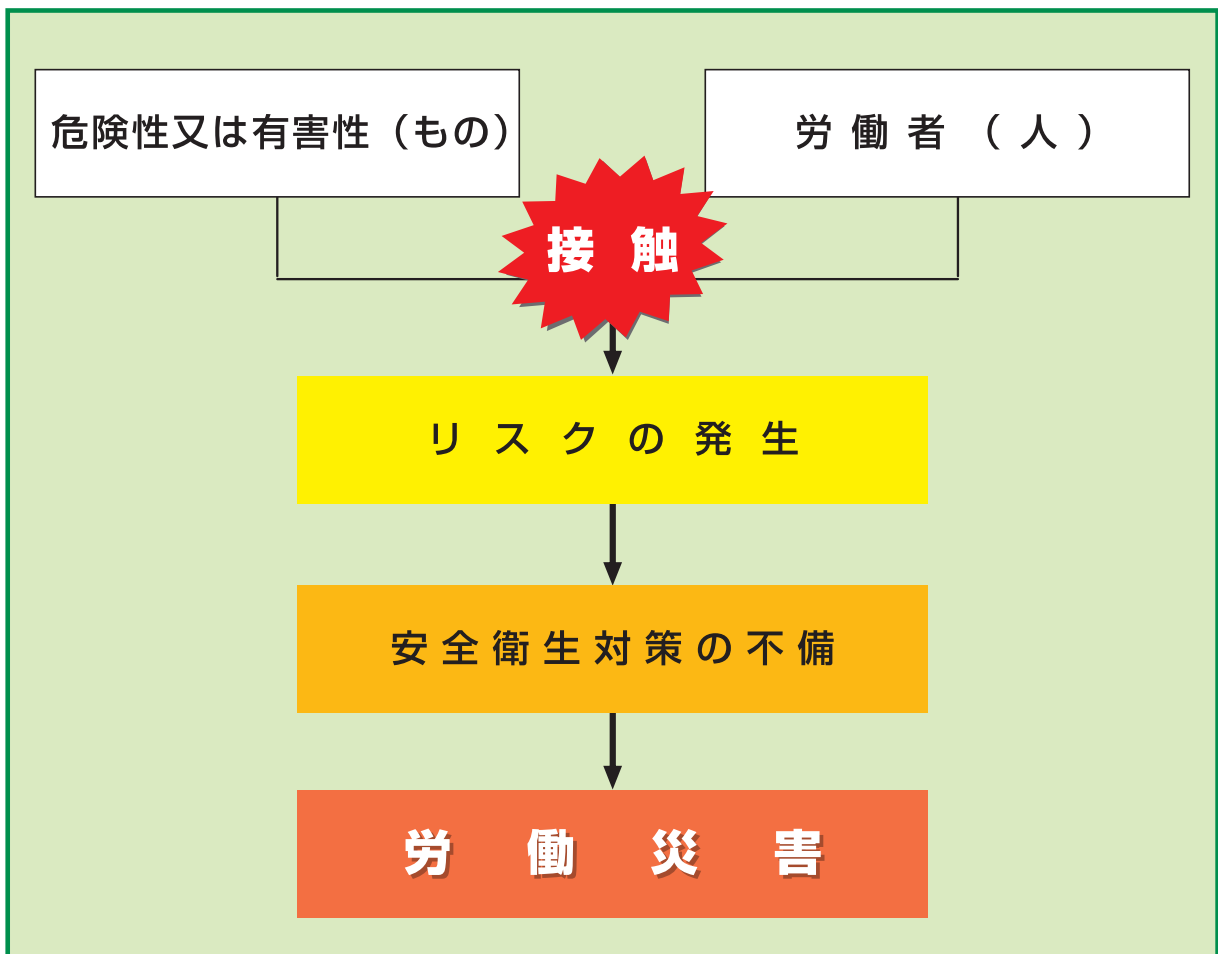 危険性又は有害性（もの）
労働者（人）
接触
リスクの発生
安全衛生対策の不備
労働災害